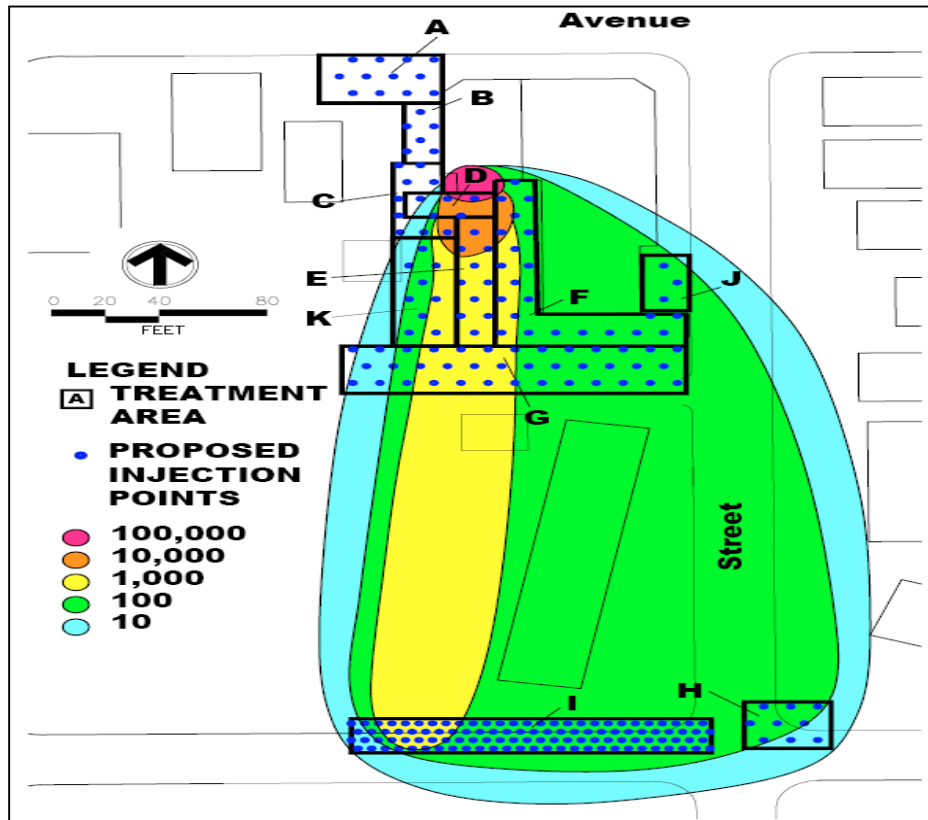 Avenue
A
B
D
C
E
F
J
K
0 20 40 80
FEET
G
LEGEND
A TREATMENT
AREA
PROPOSED
INJECTION
POINTS
100,000
10,000
1,000
100
10
Street
H
I